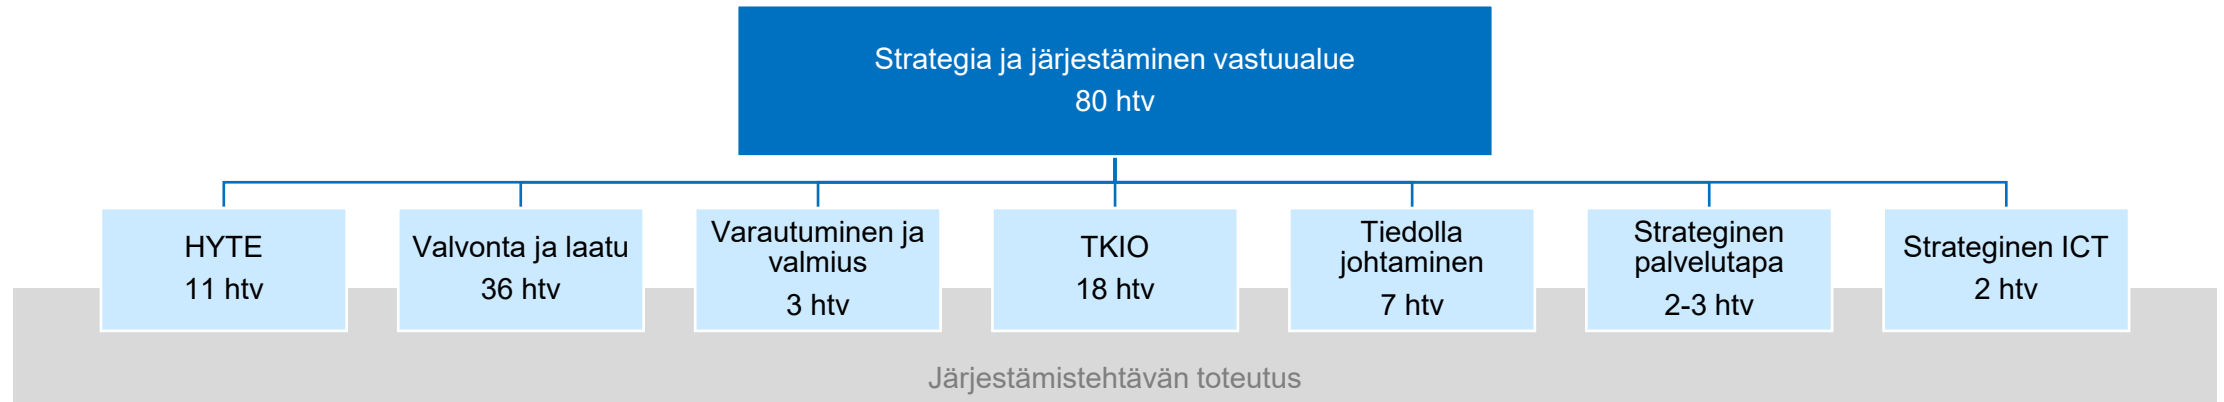 Strategia ja järjestäminen vastuualue
80 htv
HYTE
11 htv
Valvonta ja laatu
36 htv
Varautuminen ja
valmius
3 htv
TKIO
18 htv
Tiedolla
johtaminen
7 htv
Strateginen
palvelutapa
2-3 htv
Strateginen ICT
2 htv
Järjestämistehtävän toteutus